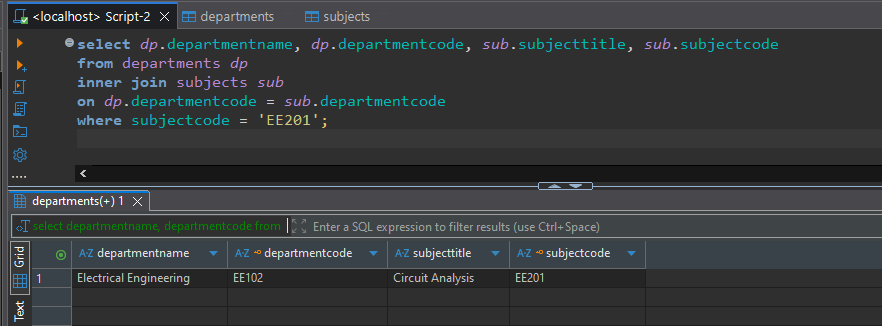 <localhost> Script-2
departments
subjects
select dp.departmentname, dp.departmentcode, sub.subjecttitle, sub.subjectcode
from departments dp
inner join subjects sub
on dp.departmentcode = sub.departmentcode
where subjectcode = 'EE201';
departments(+) 1
select departmentname, departmentcode from
Enter a SQL expression to filter results (use Ctrl+Space)
Grid
Text
A-Z departmentname A-Z departmentcode A-Z subjecttitle A-Z subjectcode
1 Electrical Engineering EE102 Circuit Analysis EE201